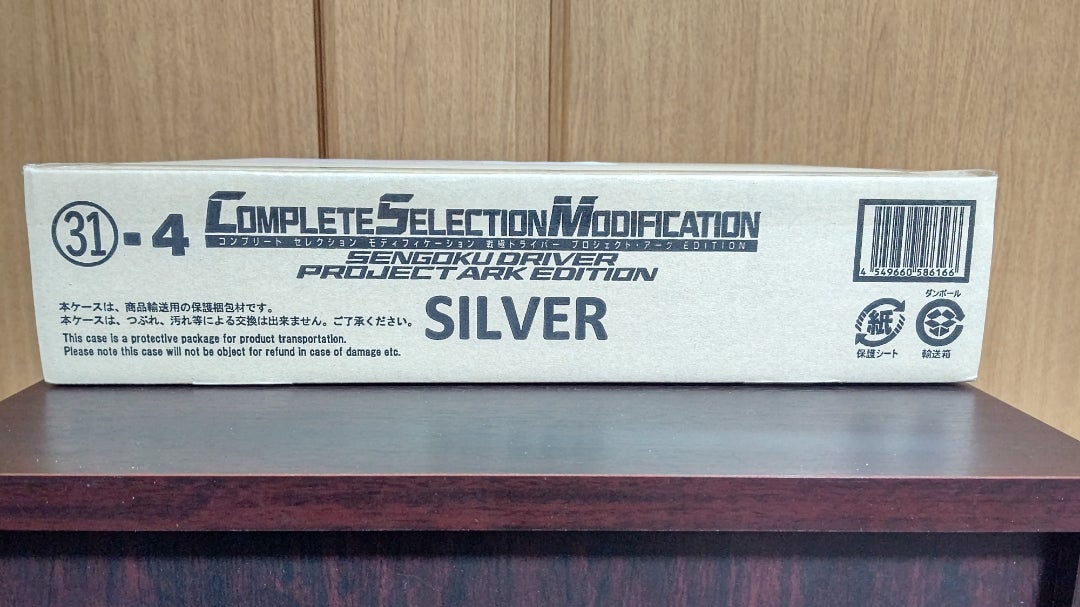 31-4
COMPLETE SELECTION MODIFICATION
コンプリート セレクション モディフィケーション 戦極ドライバー プロジェクト・アーク EDITION
SENGOKU DRIVER
PROJECT ARK EDITION
SILVER
本ケースは、商品輸送用の保護梱包材です。
本ケースは、つぶれ、汚れ等による交換は出来ません。ご了承ください。
This case is a protective package for product transportation.
Please note this case will not be object for refund in case of damage etc.
4 549660 586166
紙
保護シート
ダンボール
輸送箱